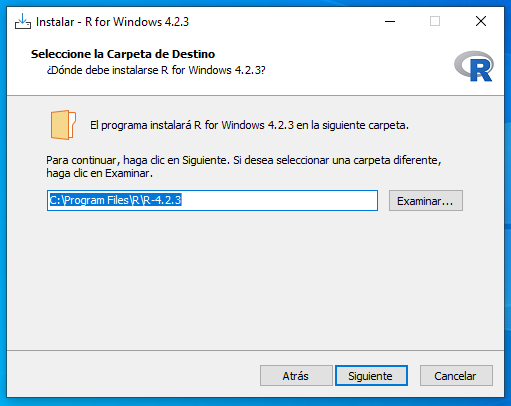 Instalar - R for Windows 4.2.3
Seleccione la Carpeta de Destino
¿Dónde debe instalarse R for Windows 4.2.3?
R
El programa instalará R for Windows 4.2.3 en la siguiente carpeta.
Para continuar, haga clic en Siguiente. Si desea seleccionar una carpeta diferente,
haga clic en Examinar.
C:\Program Files\R\R-4.2.3
Examinar...
Atrás
Siguiente
Cancelar